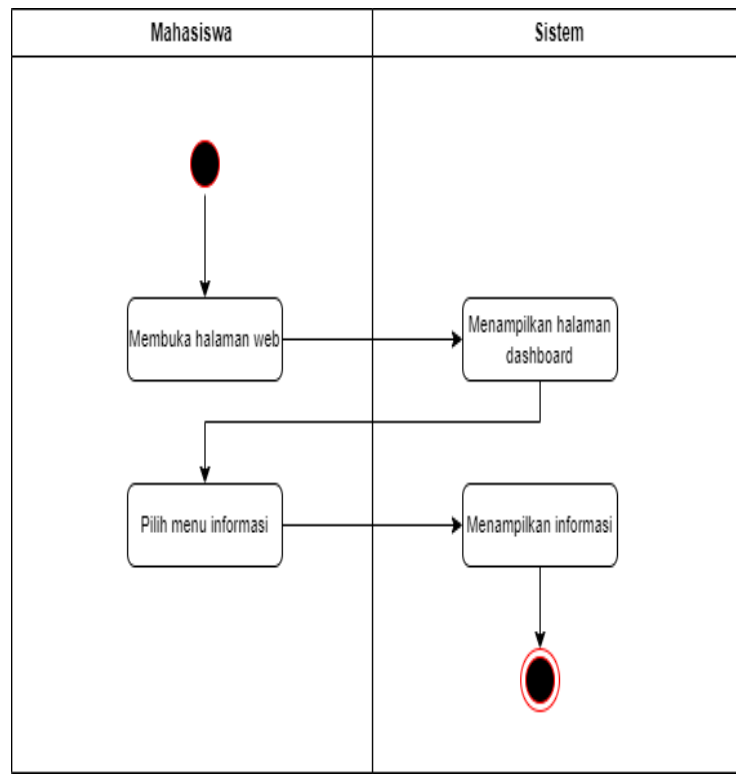 Mahasiswa
Sistem
Membuka halaman web
Menampilkan halaman
dashboard
Pilih menu informasi
Menampilkan informasi